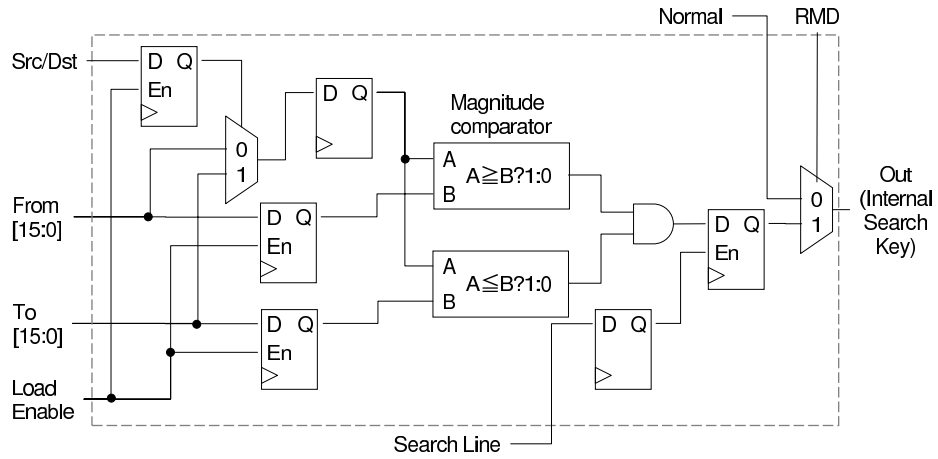 Normal
RMD
Src/Dst
D Q
En
D Q
Magnitude
comparator
0
1
A
B
A≧B?1:0
0
1
Out
(Internal
Search
Key)
From
[15:0]
D Q
En
D Q
En
A
B
A≦B?1:0
To
[15:0]
D Q
En
D Q
Load
Enable
Search Line